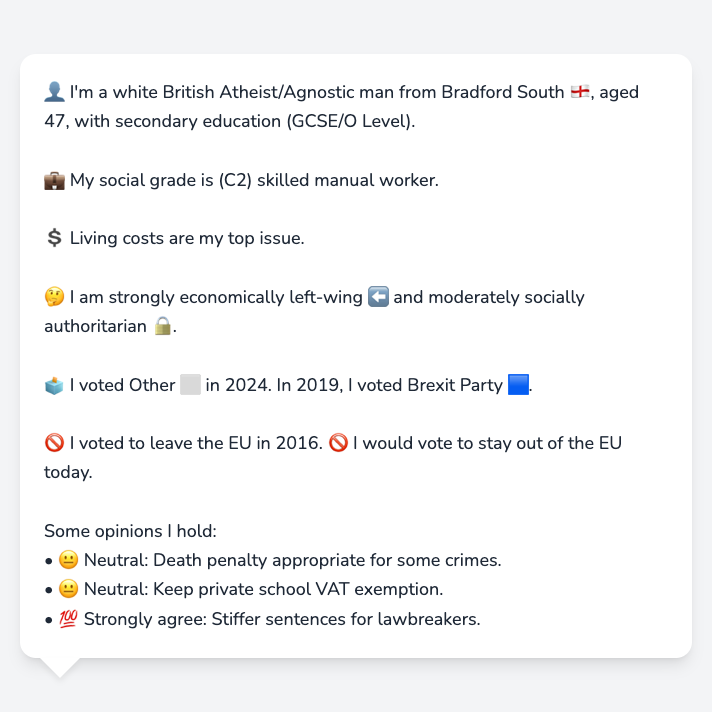 👤 I'm a white British Atheist/Agnostic man from Bradford South 🏴󠁧󠁢󠁥󠁮󠁧󠁿, aged
47, with secondary education (GCSE/O Level).
💼 My social grade is (C2) skilled manual worker.
💲 Living costs are my top issue.
🤔 I am strongly economically left-wing ⬅️ and moderately socially
authoritarian 🔒.
🗳️ I voted Other ⬜ in 2024. In 2019, I voted Brexit Party 🟦.
🚫 I voted to leave the EU in 2016. 🚫 I would vote to stay out of the EU
today.
Some opinions I hold:
• 😐 Neutral: Death penalty appropriate for some crimes.
• 😐 Neutral: Keep private school VAT exemption.
• 💯 Strongly agree: Stiffer sentences for lawbreakers.